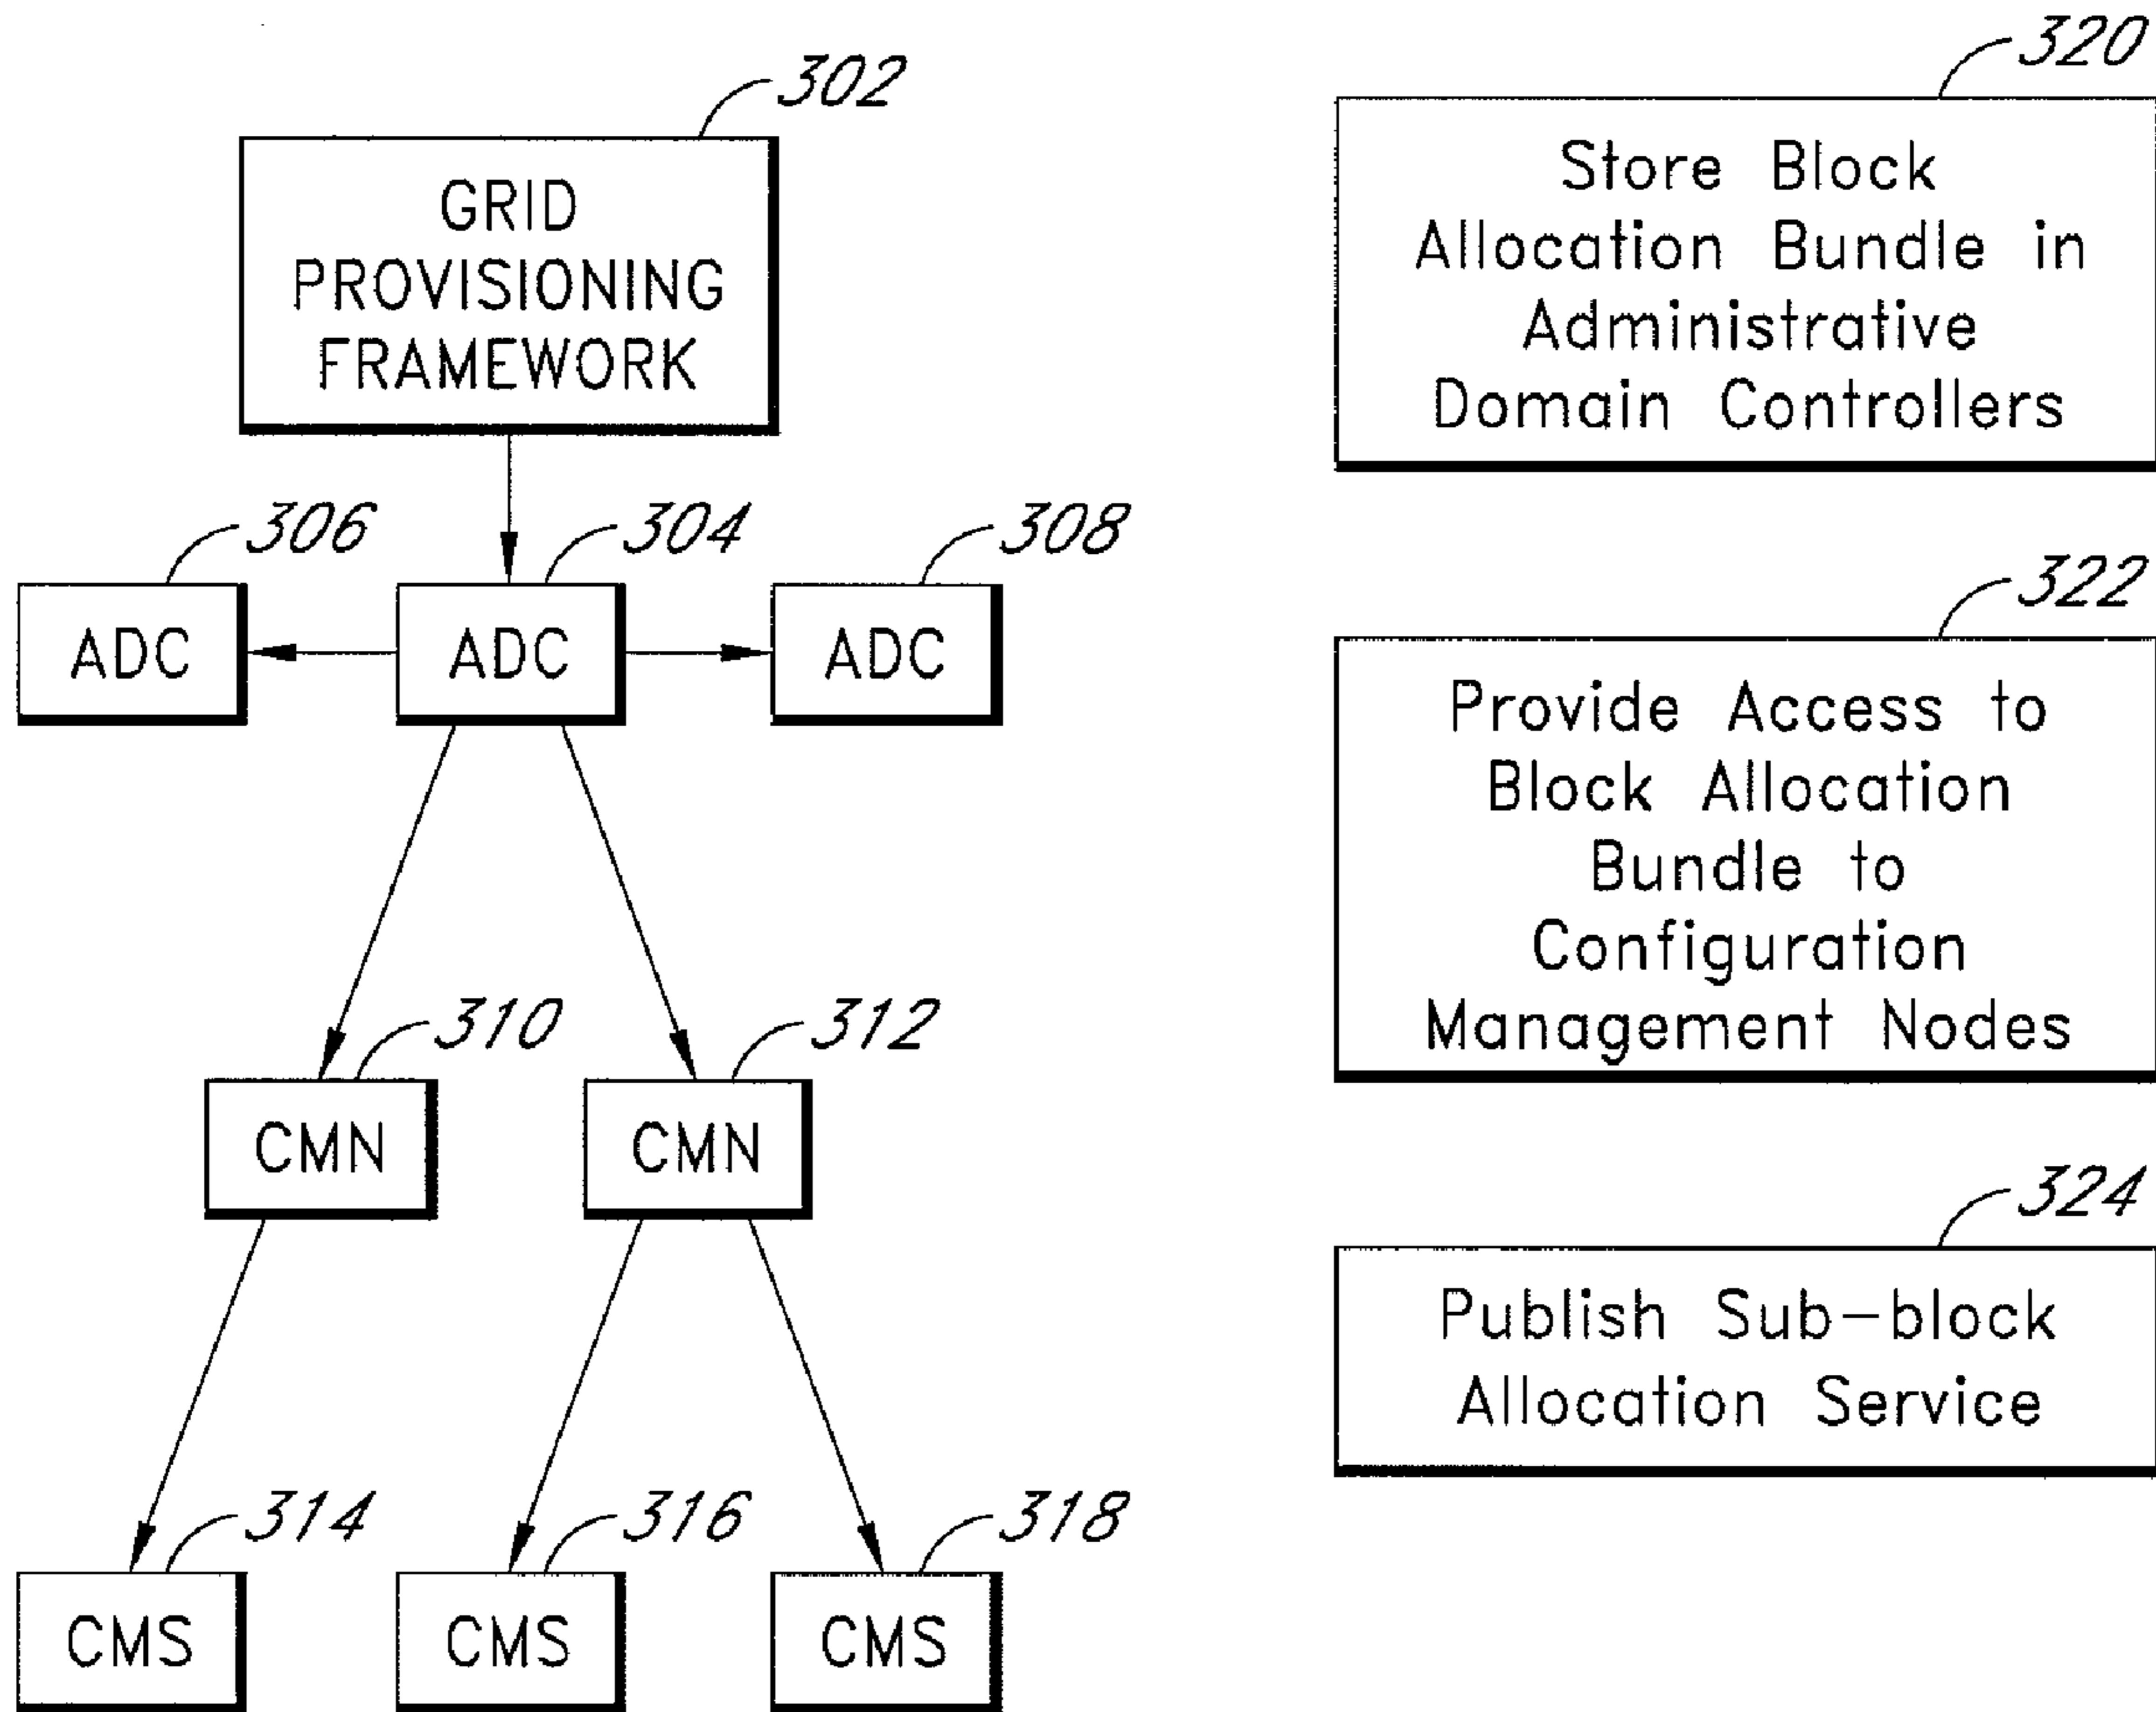 302
GRID
PROVISIONING
FRAMEWORK
306
304
308
ADC
ADC
ADC
310
312
CMN
CMN
314
316
318
CMS
CMS
CMS
320
Store Block
Allocation Bundle in
Administrative
Domain Controllers
322
Provide Access to
Block Allocation
Bundle to
Configuration
Management Nodes
324
Publish Sub-block
Allocation Service